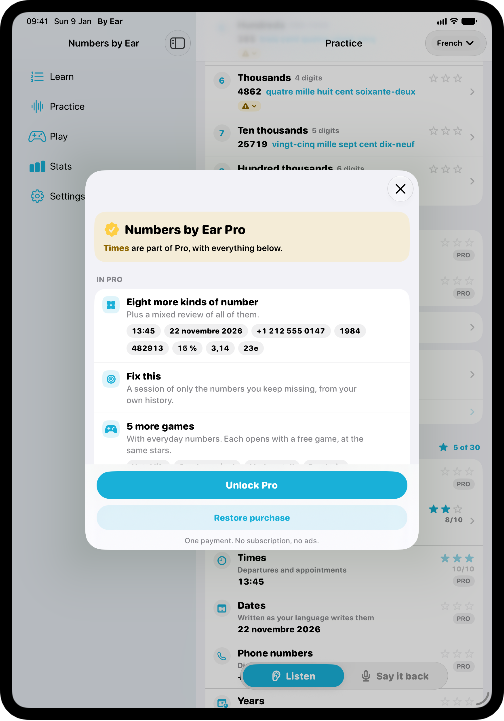 09:41 Sun 9 Jan By Ear
Numbers by Ear
Practice
French
Learn
Practice
Play
Stats
Settings
6 Thousands 4 digits
4862 quatre mille huit cent soixante-deux
7 Ten thousands 5 digits
25719 vingt-cinq mille sept cent dix-neuf
Hundred thousands 6 digits
PRO
PRO
Numbers by Ear Pro
Times are part of Pro, with everything below.
IN PRO
Eight more kinds of number
Plus a mixed review of all of them.
13:45 22 novembre 2026 +1 212 555 0147 1984
482913 15 % 3,14 23e
Fix this
A session of only the numbers you keep missing, from your
own history.
5 more games
With everyday numbers. Each opens with a free game, at the
same stars.
Unlock Pro
Restore purchase
One payment. No subscription, no ads.
5 of 30
PRO
8/10
Times
Departures and appointments
13:45
10/10
PRO
Dates
Written as your language writes them
22 novembre 2026
PRO
Phone numbers
PRO
Listen
Say it back
Years